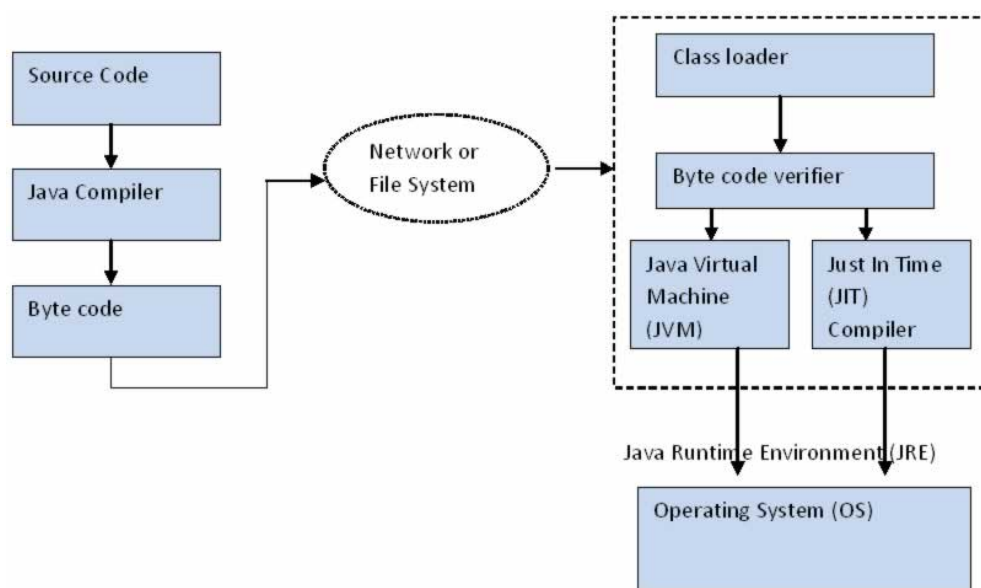 Source Code
Java Compiler
Byte code
Network or
File System
Class loader
Byte code verifier
Java Virtual
Machine
(JVM)
Just In Time
(JIT)
Compiler
Java Runtime Environment (JRE)
Operating System (OS)